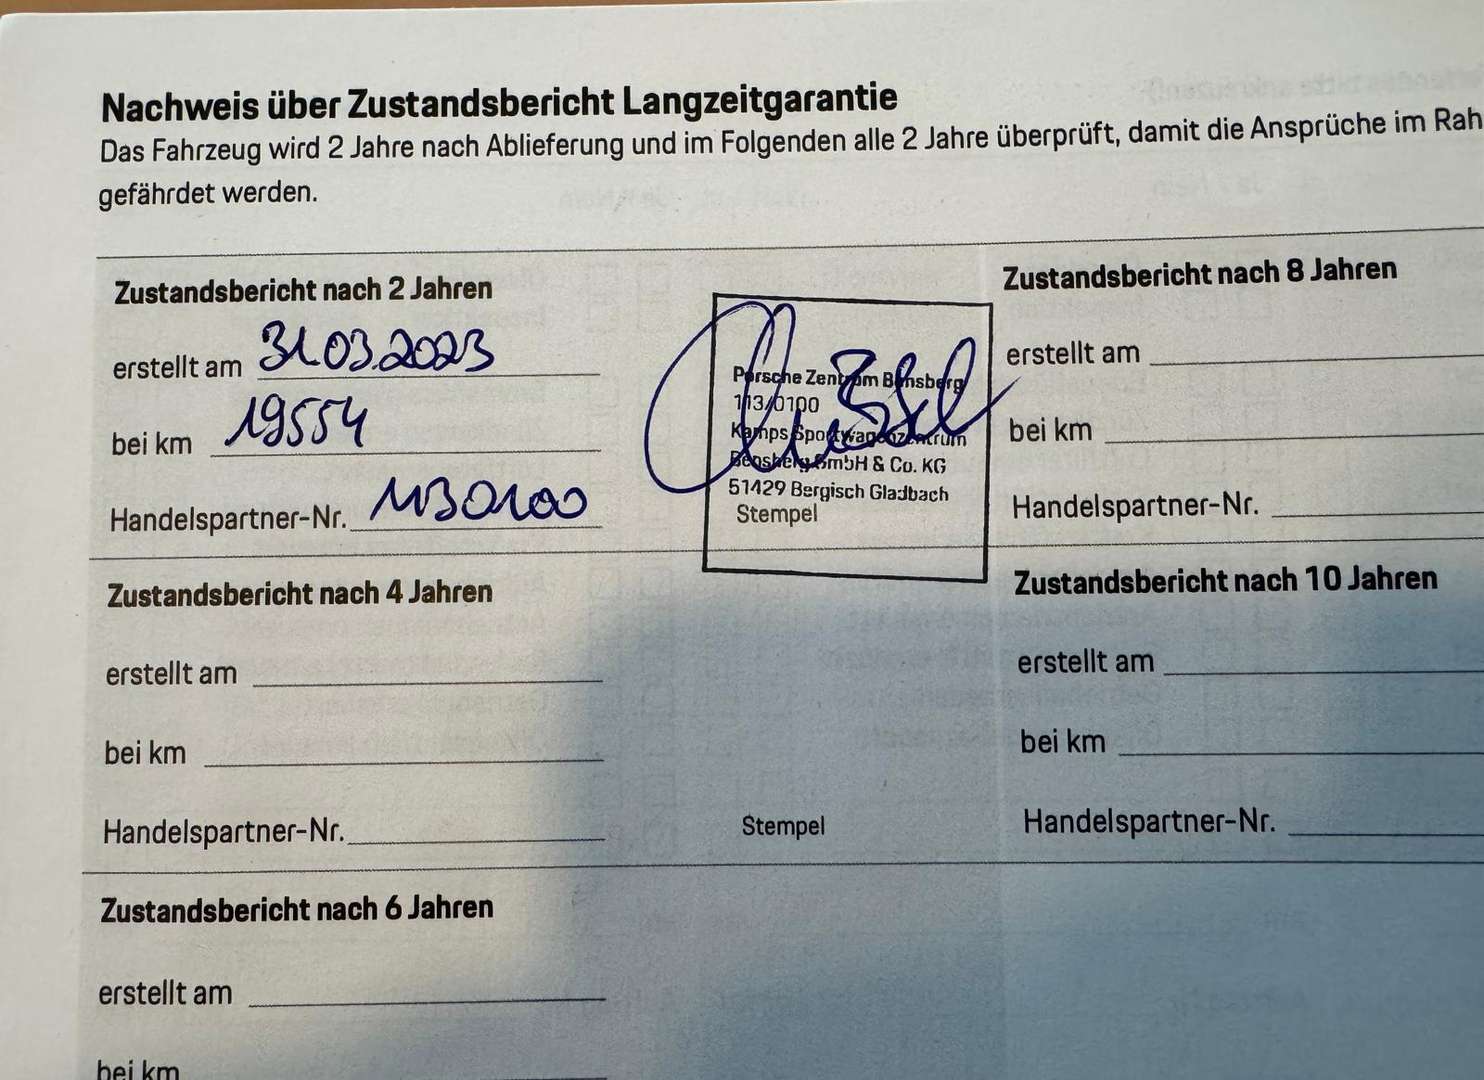 Nachweis über Zustandsbericht Langzeitgarantie
Das Fahrzeug wird 2 Jahre nach Ablieferung und im Folgenden alle 2 Jahre überprüft, damit die Ansprüche im Rah
gefährdet werden.
Zustandsbericht nach 2 Jahren
erstellt am 31.03.2023
bei km 19554
Handelspartner-Nr. 1130100
Porsche Zentrum Bensberg
113/0100
Kamps Sportwagenzentrum
Bensberg GmbH & Co. KG
51429 Bergisch Gladbach
Stempel
Zustandsbericht nach 4 Jahren
erstellt am
bei km
Handelspartner-Nr.
Stempel
Zustandsbericht nach 6 Jahren
erstellt am
bei km
Zustandsbericht nach 8 Jahren
erstellt am
bei km
Handelspartner-Nr.
Zustandsbericht nach 10 Jahren
erstellt am
bei km
Handelspartner-Nr.